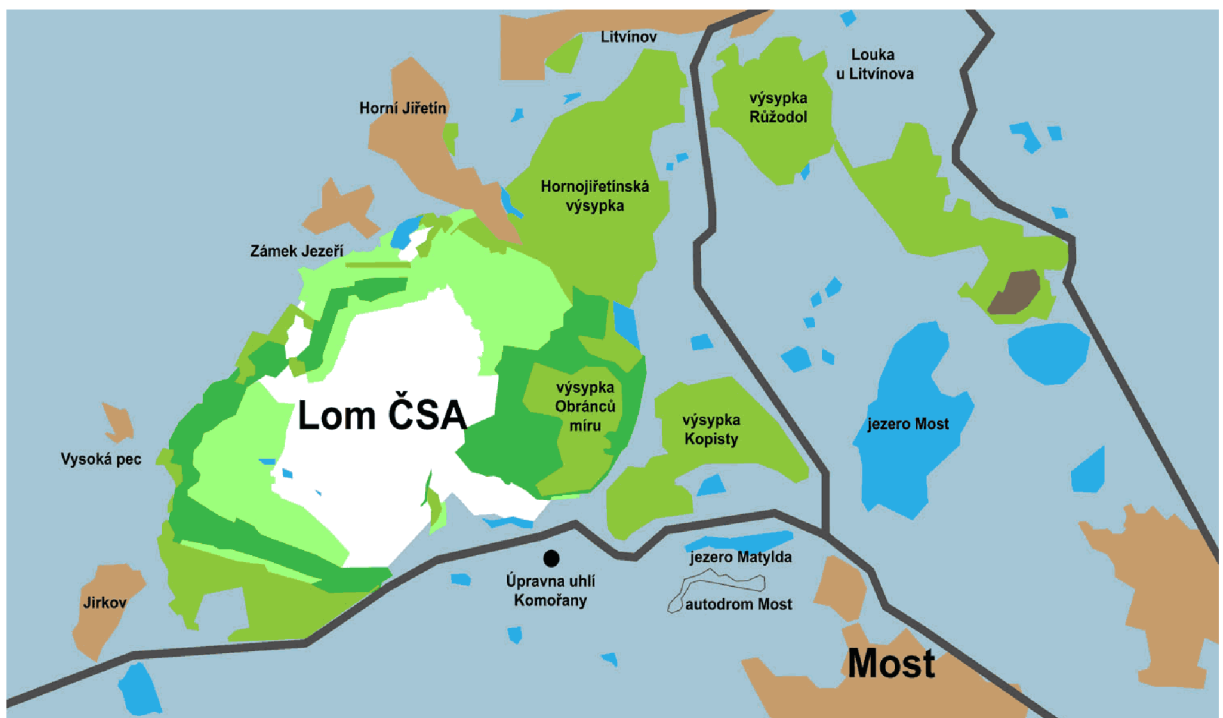 Litvínov
Louka
u Litvínova
Horní Jiřetín
výsypka
Růžodol
Hornojiřetínská
výsypka
Zámek Jezeří
výsypka
Obránců
míru
Lom ČSA
výsypka
Kopisty
jezero Most
Vysoká pec
jezero Matylda
Úpravna uhlí
Komořany
autodrom Most
Jirkov
Most